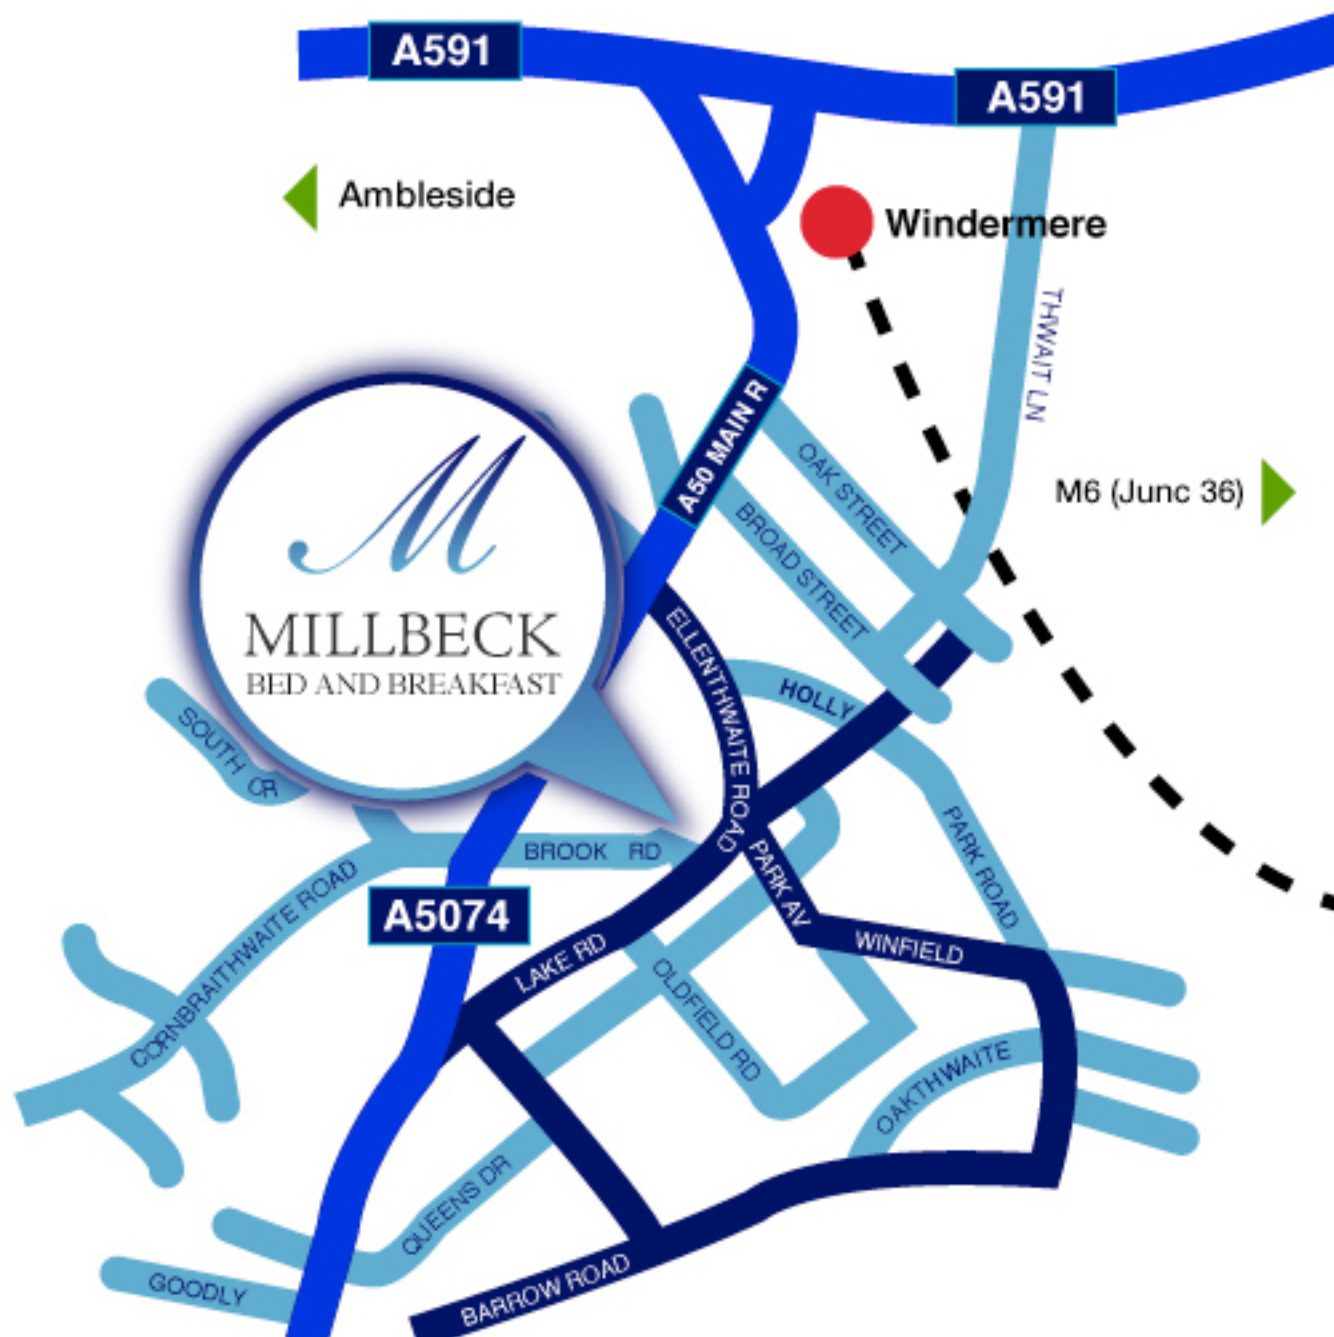 A591
A591
Ambleside
Windermere
THWAIT LN
A50 MAIN R
OAK STREET
M6 (Junc 36)
BROAD STREET
M
MILLBECK
BED AND BREAKFAST
ELLENTHWAITE ROAD
HOLLY
SOUTH CR
BROOK RD
PARK AV
PARK ROAD
A5074
CORNBRAITHWAITE ROAD
LAKE RD
WINFIELD
OLDFIELD RD
OAKTHWAITE
QUEENS DR
GOODLY
BARROW ROAD